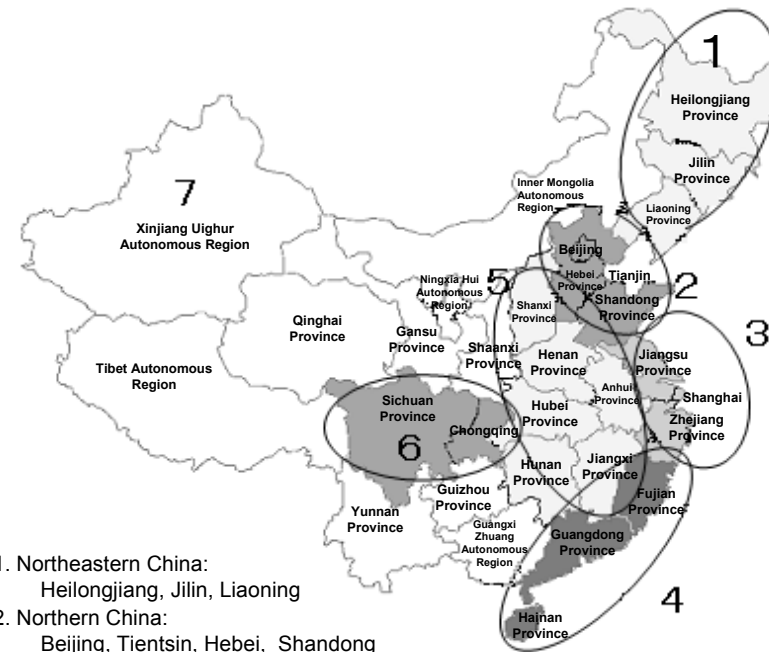 1
Heilongjiang
Province
Jilin
Province
Liaoning
Province
7
Xinjiang Uighur
Autonomous Region
Inner Mongolia
Autonomous
Region
Beijing
Tianjin
Hebei
Province
2
Shandong
Province
5
Ningxia Hui
Autonomous
Region
Qinghai
Province
Gansu
Province
Shaanxi
Province
Shanxi
Province
3
Jiangsu
Province
Tibet Autonomous
Region
Henan
Province
Anhui
Province
Shanghai
Sichuan
Province
Chongqing
6
Hubei
Province
Zhejiang
Province
Hunan
Province
Jiangxi
Province
Guizhou
Province
Fujian
Province
Yunnan
Province
Guangxi
Zhuang
Autonomous
Region
Guangdong
Province
4
Hainan
Province
1. Northeastern China:
Heilongjiang, Jilin, Liaoning
2. Northern China:
Beijing, Tientsin, Hebei, Shandong